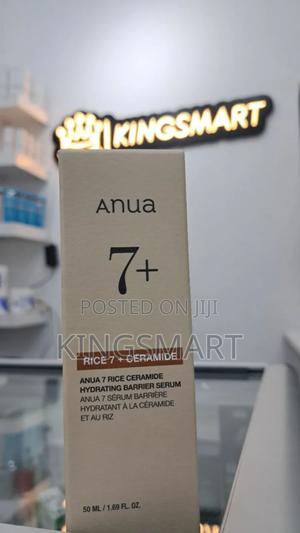 KINGSMART
Anua
7+
POSTED ON JIJI
KINGSMART
RICE 7 + CERAMIDE
ANUA 7 RICE CERAMIDE
HYDRATING BARRIER SERUM
ANUA 7 SÉRUM BARRIÈRE
HYDRATANT À LA CÉRAMIDE
ET AU RIZ
50 ML / 1.69 FL. OZ.